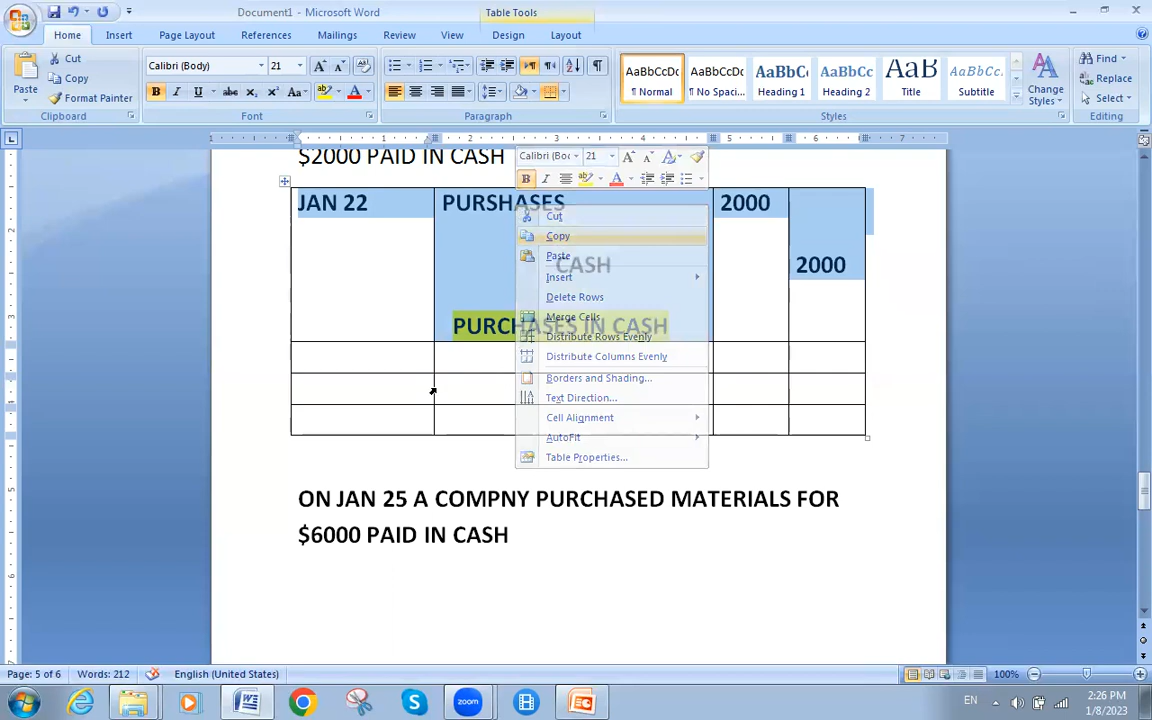 Document1 - Microsoft Word
Table Tools
Home Insert Page Layout References Mailings Review View Design Layout
Paste
Cut
Copy
Format Painter
Clipboard
Calibri (Body) 21
Font
Paragraph
AaBbCcDc AaBbCcDc AaBbC AaBbCc AaB AaBbCc.
¶ Normal ¶ No Spaci... Heading 1 Heading 2 Title Subtitle
Change Styles
Styles
Find
Replace
Select
Editing
$2000 PAID IN CASH
Calibri (Boc 21
JAN 22 PURSHASES 2000
CASH 2000
PURCHASES IN CASH
Cut
Copy
Paste
Insert
Delete Rows
Merge Cells
Distribute Rows Evenly
Distribute Columns Evenly
Borders and Shading...
Text Direction...
Cell Alignment
AutoFit
Table Properties...
ON JAN 25 A COMPNY PURCHASED MATERIALS FOR
$6000 PAID IN CASH
Page: 5 of 6 Words: 212 English (United States) 100%
zoom
EN 2:26 PM
1/8/2023